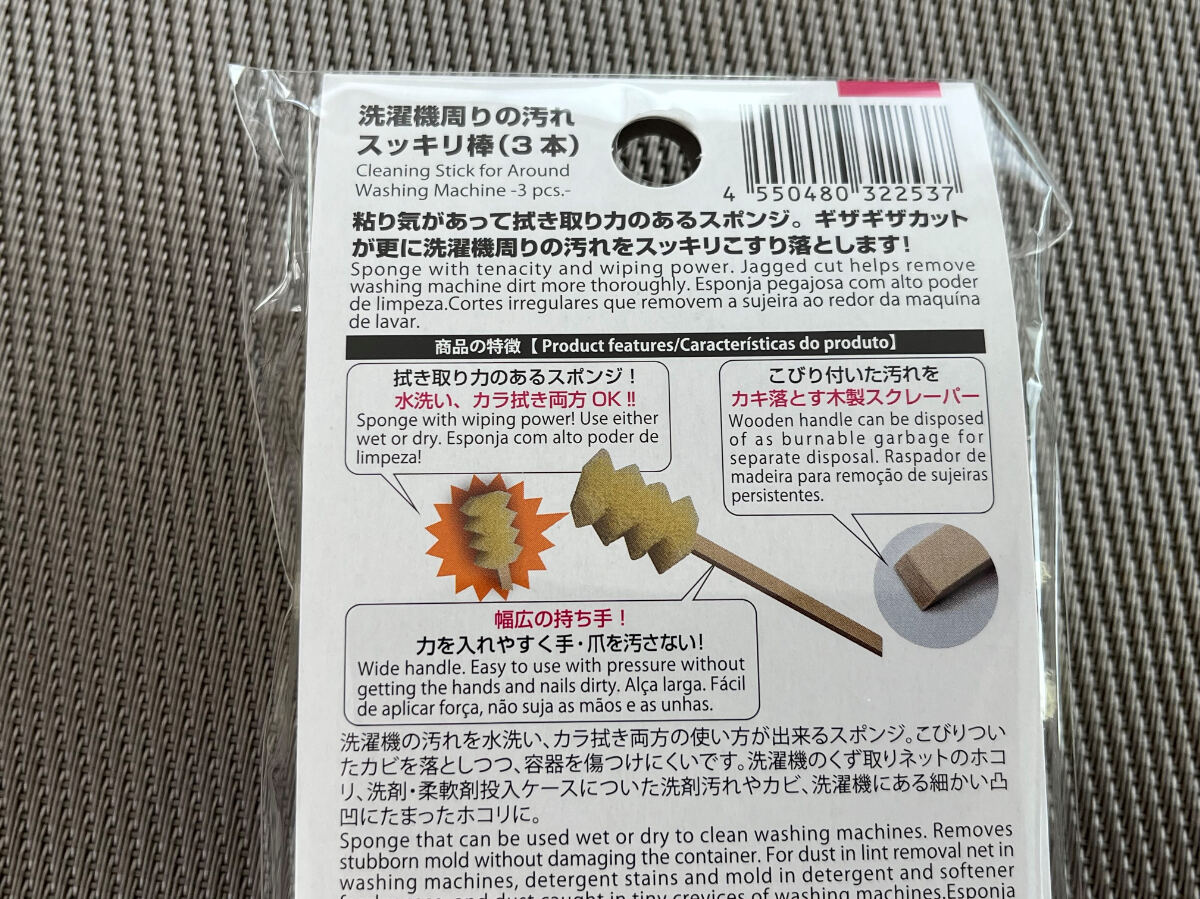 洗濯機周りの汚れ
スッキリ棒(3本)
Cleaning Stick for Around
Washing Machine -3 pcs.-
4 550480 322537
粘り気があって拭き取り力のあるスポンジ。ギザギザカット
が更に洗濯機周りの汚れをスッキリこすり落とします!
Sponge with tenacity and wiping power. Jagged cut helps remove
washing machine dirt more thoroughly. Esponja pegajosa com alto poder
de limpeza.Cortes irregulares que removem a sujeira ao redor da maquína
de lavar.
商品の特徴【Product features/Características do produto】
拭き取り力のあるスポンジ!
水洗い、カラ拭き両方OK!!
Sponge with wiping power! Use either
wet or dry. Esponja com alto poder de
limpeza!
こびり付いた汚れを
カキ落とす木製スクレーパー
Wooden handle can be disposed
of as burnable garbage for
separate disposal. Raspador de
madeira para remoção de sujeiras
persistentes.
幅広の持ち手!
力を入れやすく手・爪を汚さない!
Wide handle. Easy to use with pressure without
getting the hands and nails dirty. Alça larga. Fácil
de aplicar força, não suja as mãos e as unhas.
洗濯機の汚れを水洗い、カラ拭き両方の使い方が出来るスポンジ。こびりつい
たカビを落としつつ、容器を傷つけにくいです。洗濯機のくず取りネットのホコ
リ、洗剤・柔軟剤投入ケースについた洗剤汚れやカビ、洗濯機にある細かい凸
凹にたまったホコリに。
Sponge that can be used wet or dry to clean washing machines. Removes
stubborn mold without damaging the container. For dust in lint removal net in
washing machines, detergent stains and mold in detergent and softener
and dust caught in tiny crevices of washing machines.Esponja